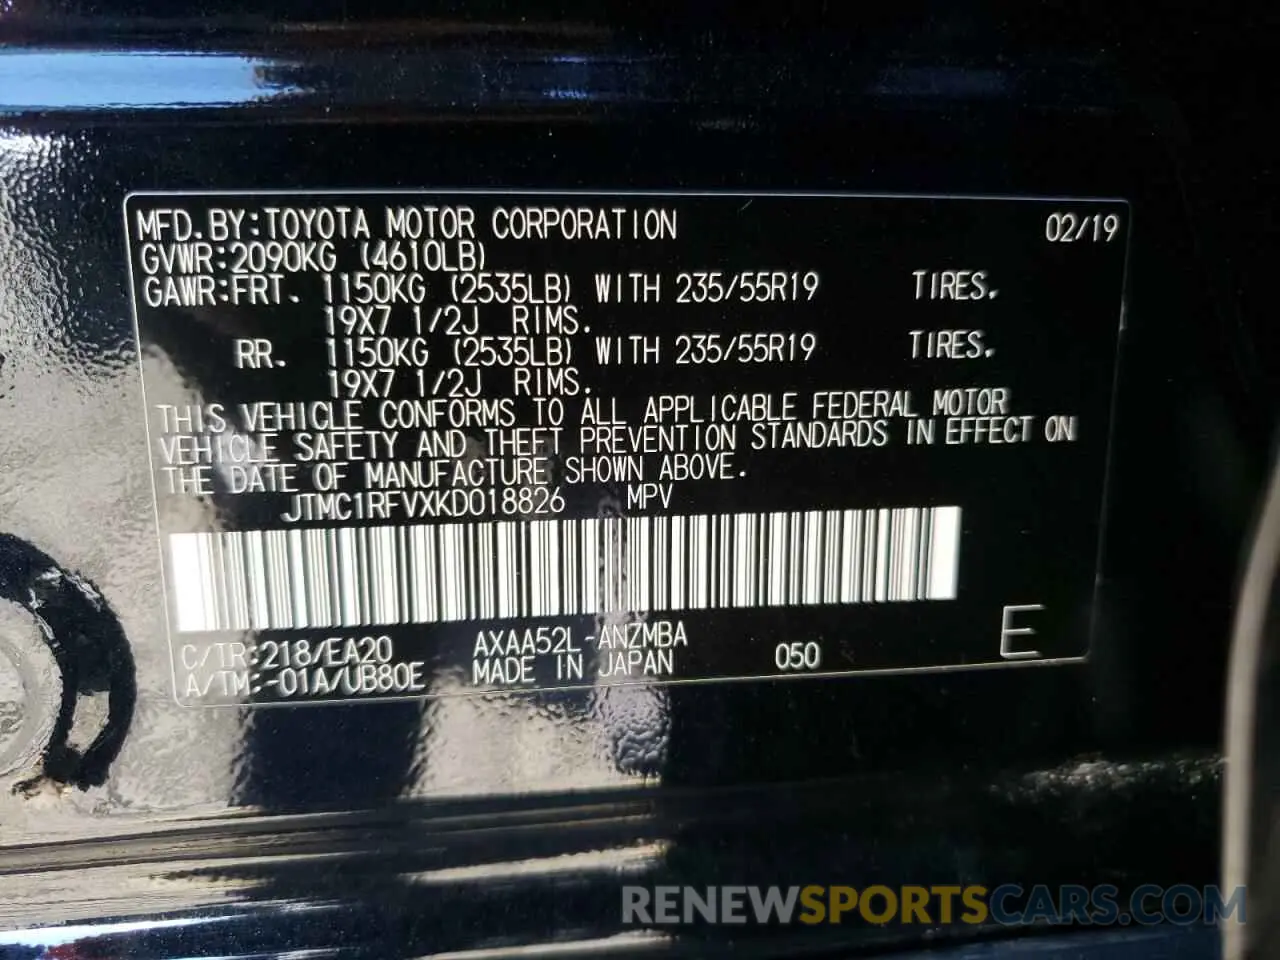 MFD.BY:TOYOTA MOTOR CORPORATION 02/19
GVWR:2090KG (4610LB)
GAWR:FRT. 1150KG (2535LB) WITH 235/55R19 TIRES.
19X7 1/2J RIMS.
RR. 1150KG (2535LB) WITH 235/55R19 TIRES.
19X7 1/2J RIMS.
THIS VEHICLE CONFORMS TO ALL APPLICABLE FEDERAL MOTOR
VEHICLE SAFETY AND THEFT PREVENTION STANDARDS IN EFFECT ON
THE DATE OF MANUFACTURE SHOWN ABOVE.
JTMC1RFVXKD018826 MPV
C/TR:218/EA20 AXAA52L-ANZMBA
A/TM:-01A/UB80E MADE IN JAPAN 050 E
RENEWSPORTSCARS.COM